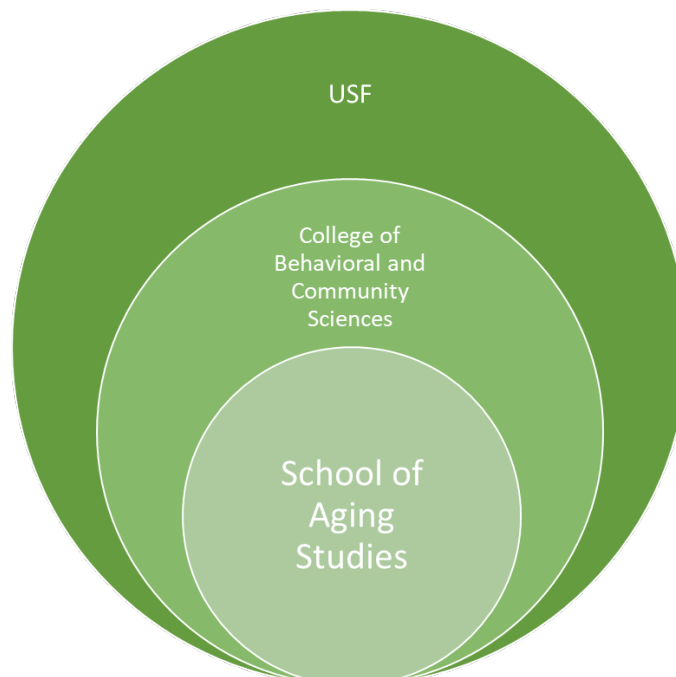 USF
College of
Behavioral and
Community
Sciences
School of
Aging
Studies